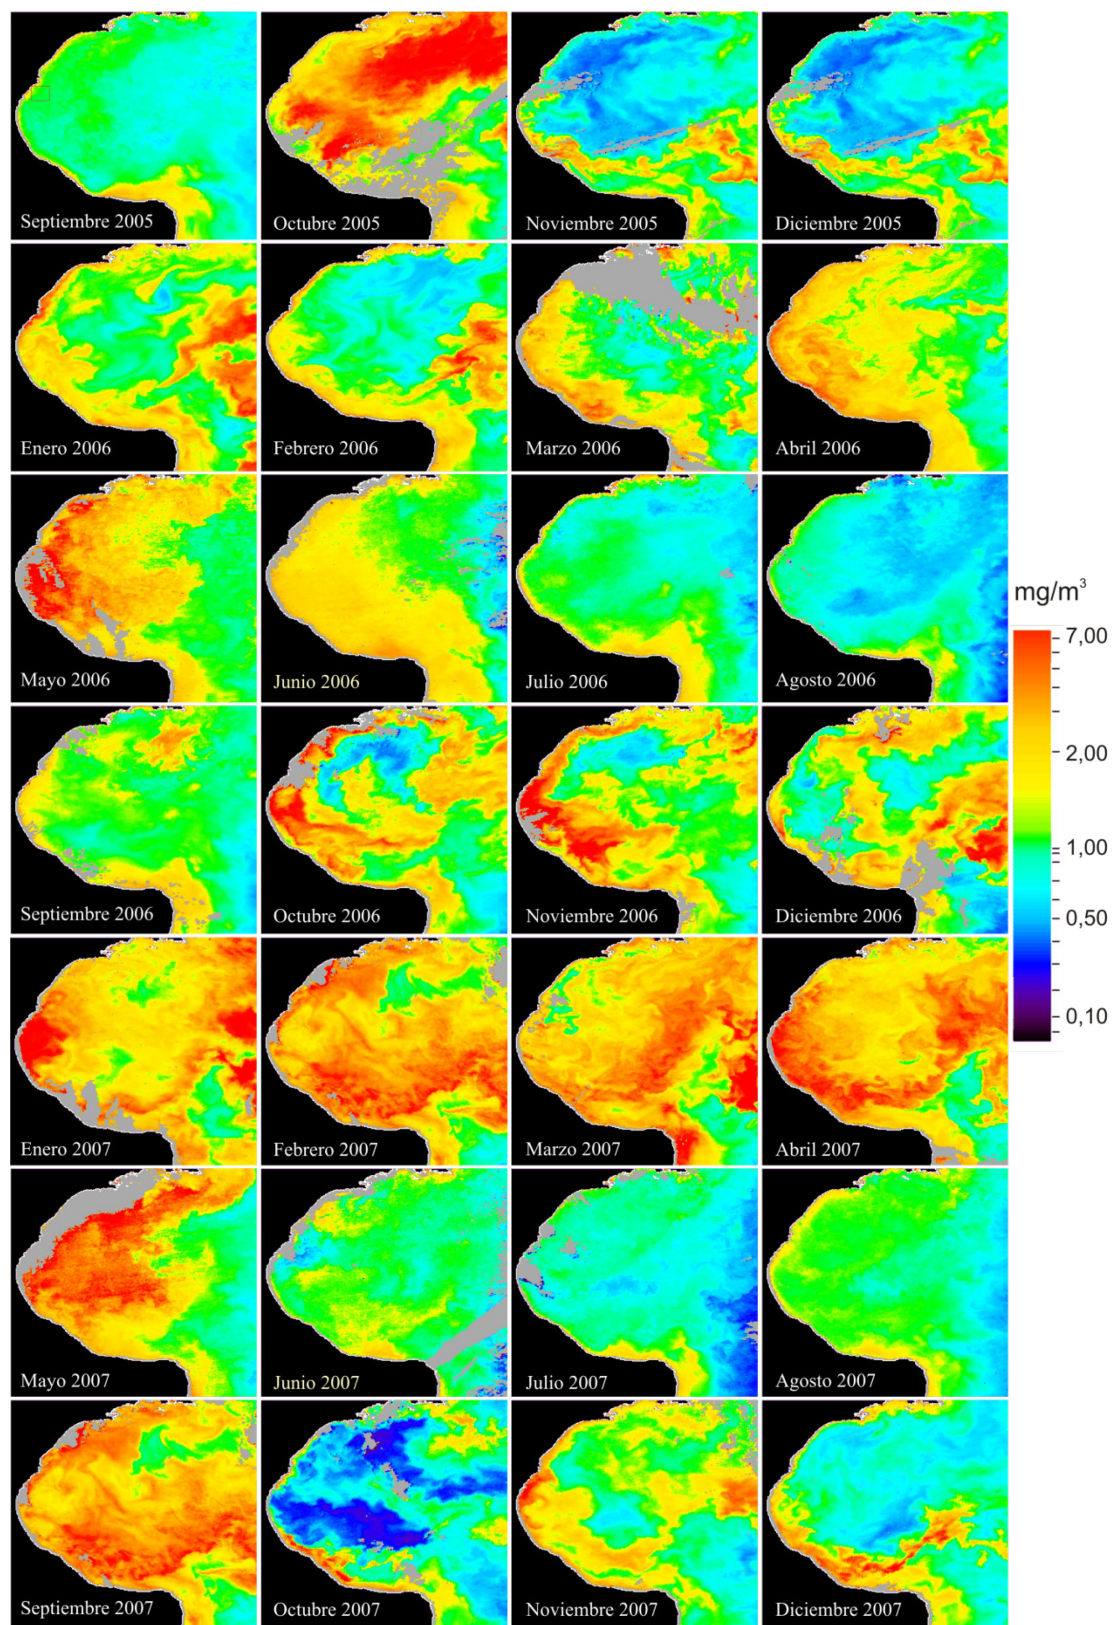 Septiembre 2005
Octubre 2005
Noviembre 2005
Diciembre 2005
Enero 2006
Febrero 2006
Marzo 2006
Abril 2006
Mayo 2006
Junio 2006
Julio 2006
Agosto 2006
mg/m³
7,00
2,00
1,00
0,50
0,10
Septiembre 2006
Octubre 2006
Noviembre 2006
Diciembre 2006
Enero 2007
Febrero 2007
Marzo 2007
Abril 2007
Mayo 2007
Junio 2007
Julio 2007
Agosto 2007
Septiembre 2007
Octubre 2007
Noviembre 2007
Diciembre 2007